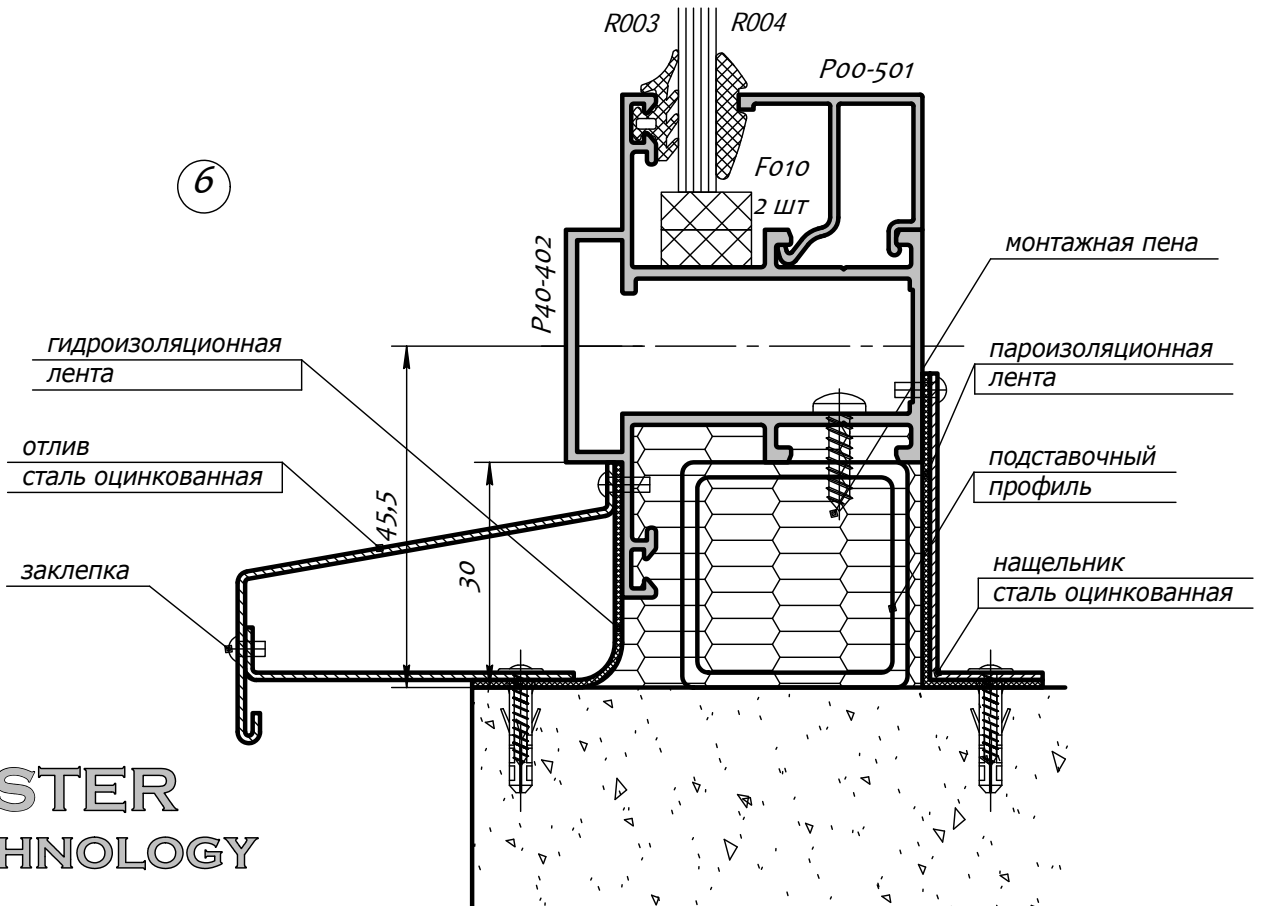 R003
R004
P00-501
6
F010
2 шт
P40-402
монтажная пена
гидроизоляционная
лента
пароизоляционная
лента
отлив
сталь оцинкованная
подставочный
профиль
45,5
30
заклепка
нащельник
сталь оцинкованная
STER
HNOLOGY